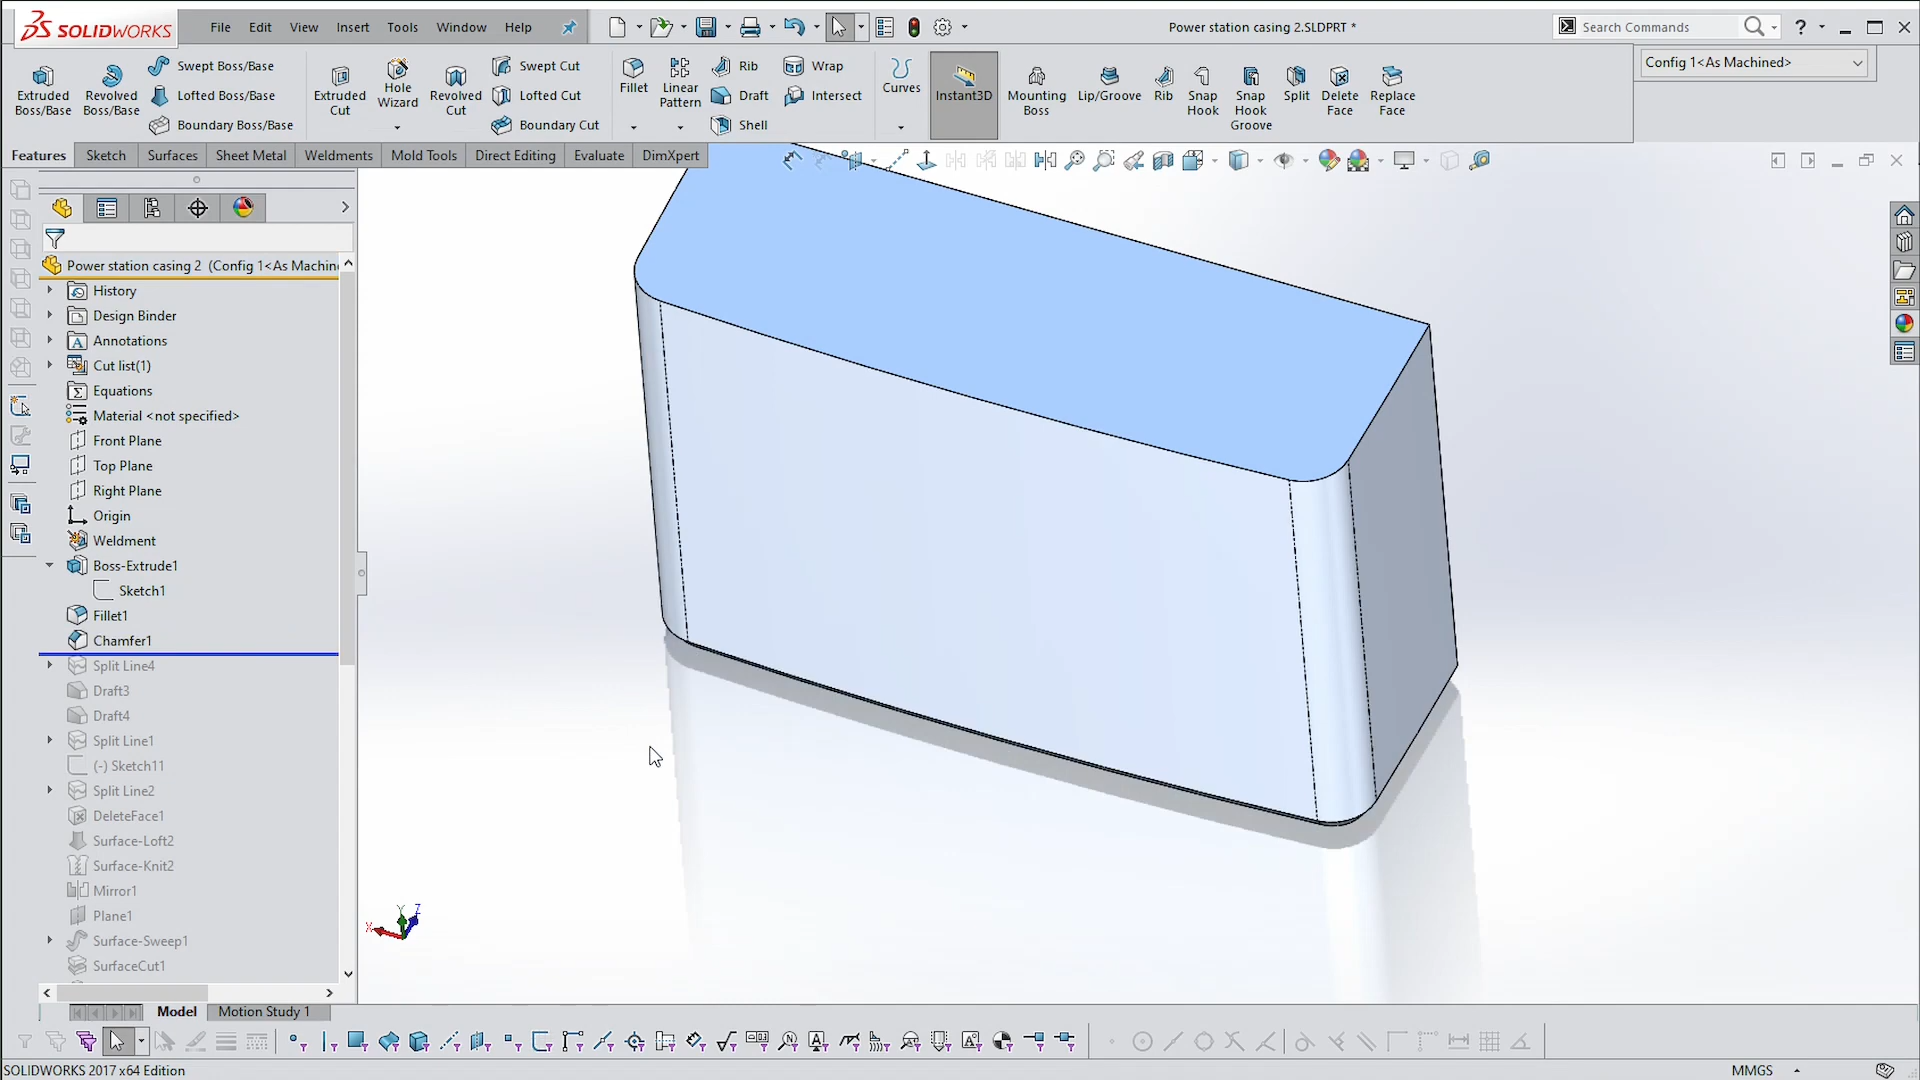 SOLIDWORKS
File Edit View Insert Tools Window Help
Power station casing 2.SLDPRT *
Search Commands
?
Config 1<As Machined>
Extruded Boss/Base
Revolved Boss/Base
Swept Boss/Base
Lofted Boss/Base
Boundary Boss/Base
Extruded Cut
Hole Wizard
Revolved Cut
Swept Cut
Lofted Cut
Boundary Cut
Fillet
Linear Pattern
Rib
Draft
Shell
Wrap
Intersect
Curves
Instant3D
Mounting Boss
Lip/Groove
Rib
Snap Hook
Snap Hook Groove
Split
Delete Face
Replace Face
Features Sketch Surfaces Sheet Metal Weldments Mold Tools Direct Editing Evaluate DimXpert
Power station casing 2 (Config 1<As Machin
History
Design Binder
Annotations
Cut list(1)
Equations
Material <not specified>
Front Plane
Top Plane
Right Plane
Origin
Weldment
Boss-Extrude1
Sketch1
Fillet1
Chamfer1
Split Line4
Draft3
Draft4
Split Line1
(-) Sketch11
Split Line2
DeleteFace1
Surface-Loft2
Surface-Knit2
Mirror1
Plane1
Surface-Sweep1
SurfaceCut1
X Y Z
Model Motion Study 1
SOLIDWORKS 2017 x64 Edition
MMGS